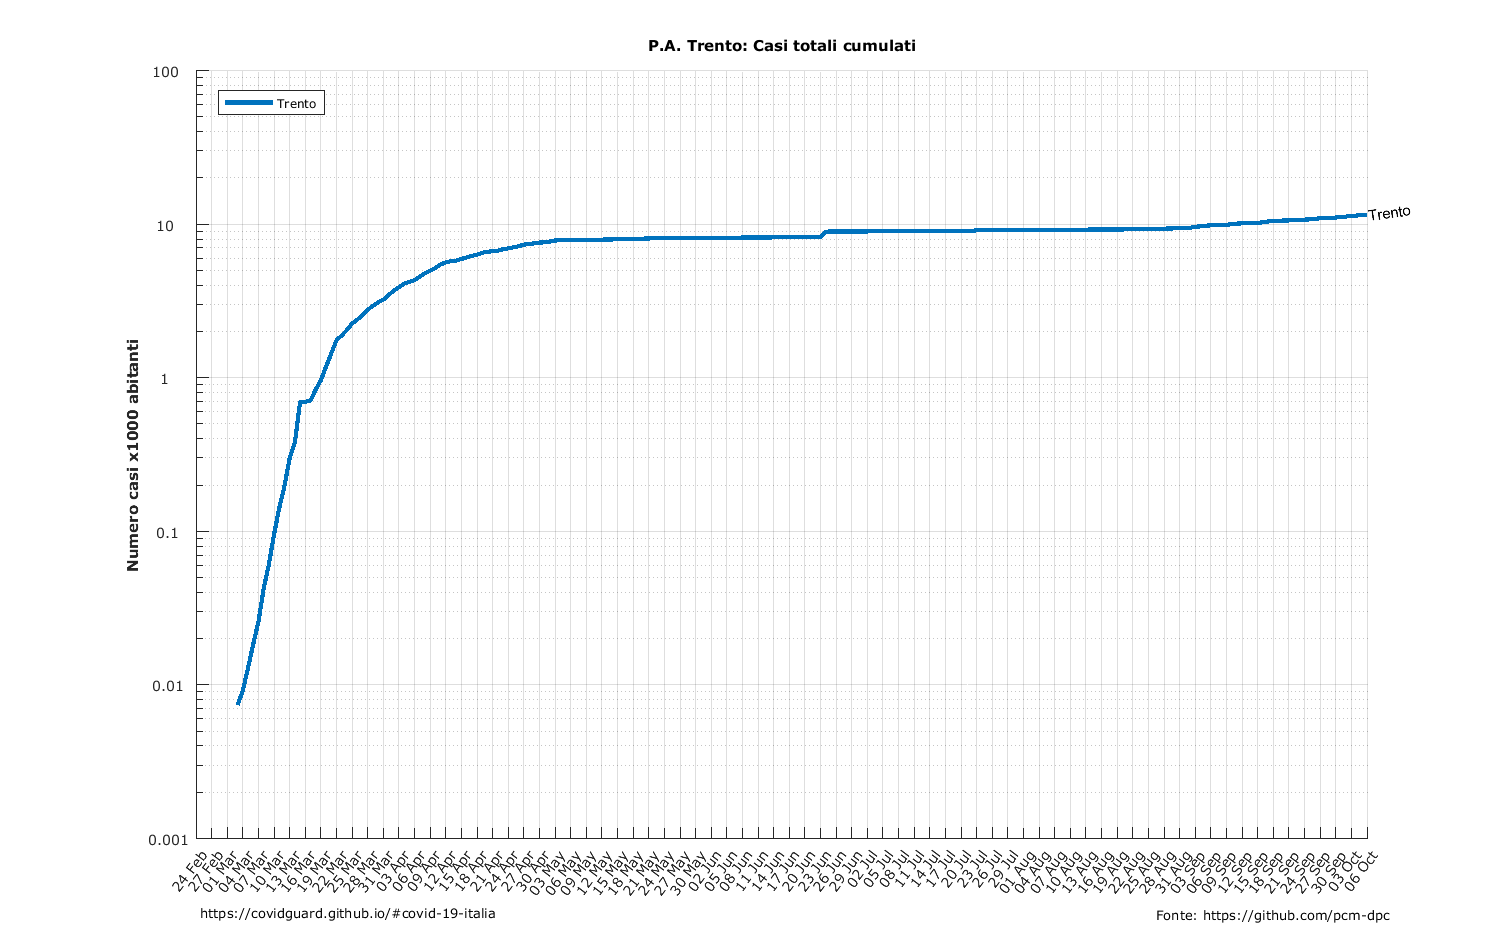 P.A. Trento: Casi totali cumulati
100
10
1
0.1
0.01
0.001
Numero casi x1000 abitanti
Trento
Trento
24 Feb
27 Feb
01 Mar
04 Mar
07 Mar
10 Mar
13 Mar
16 Mar
19 Mar
22 Mar
25 Mar
28 Mar
31 Mar
03 Apr
06 Apr
09 Apr
12 Apr
15 Apr
18 Apr
21 Apr
24 Apr
27 Apr
30 Apr
03 May
06 May
09 May
12 May
15 May
18 May
21 May
24 May
27 May
30 May
02 Jun
05 Jun
08 Jun
11 Jun
14 Jun
17 Jun
20 Jun
23 Jun
26 Jun
29 Jun
02 Jul
05 Jul
08 Jul
11 Jul
14 Jul
17 Jul
20 Jul
23 Jul
26 Jul
29 Jul
01 Aug
04 Aug
07 Aug
10 Aug
13 Aug
16 Aug
19 Aug
22 Aug
25 Aug
28 Aug
31 Aug
03 Sep
06 Sep
09 Sep
12 Sep
15 Sep
18 Sep
21 Sep
24 Sep
27 Sep
30 Sep
03 Oct
06 Oct
https://covidguard.github.io/#covid-19-italia
Fonte: https://github.com/pcm-dpc